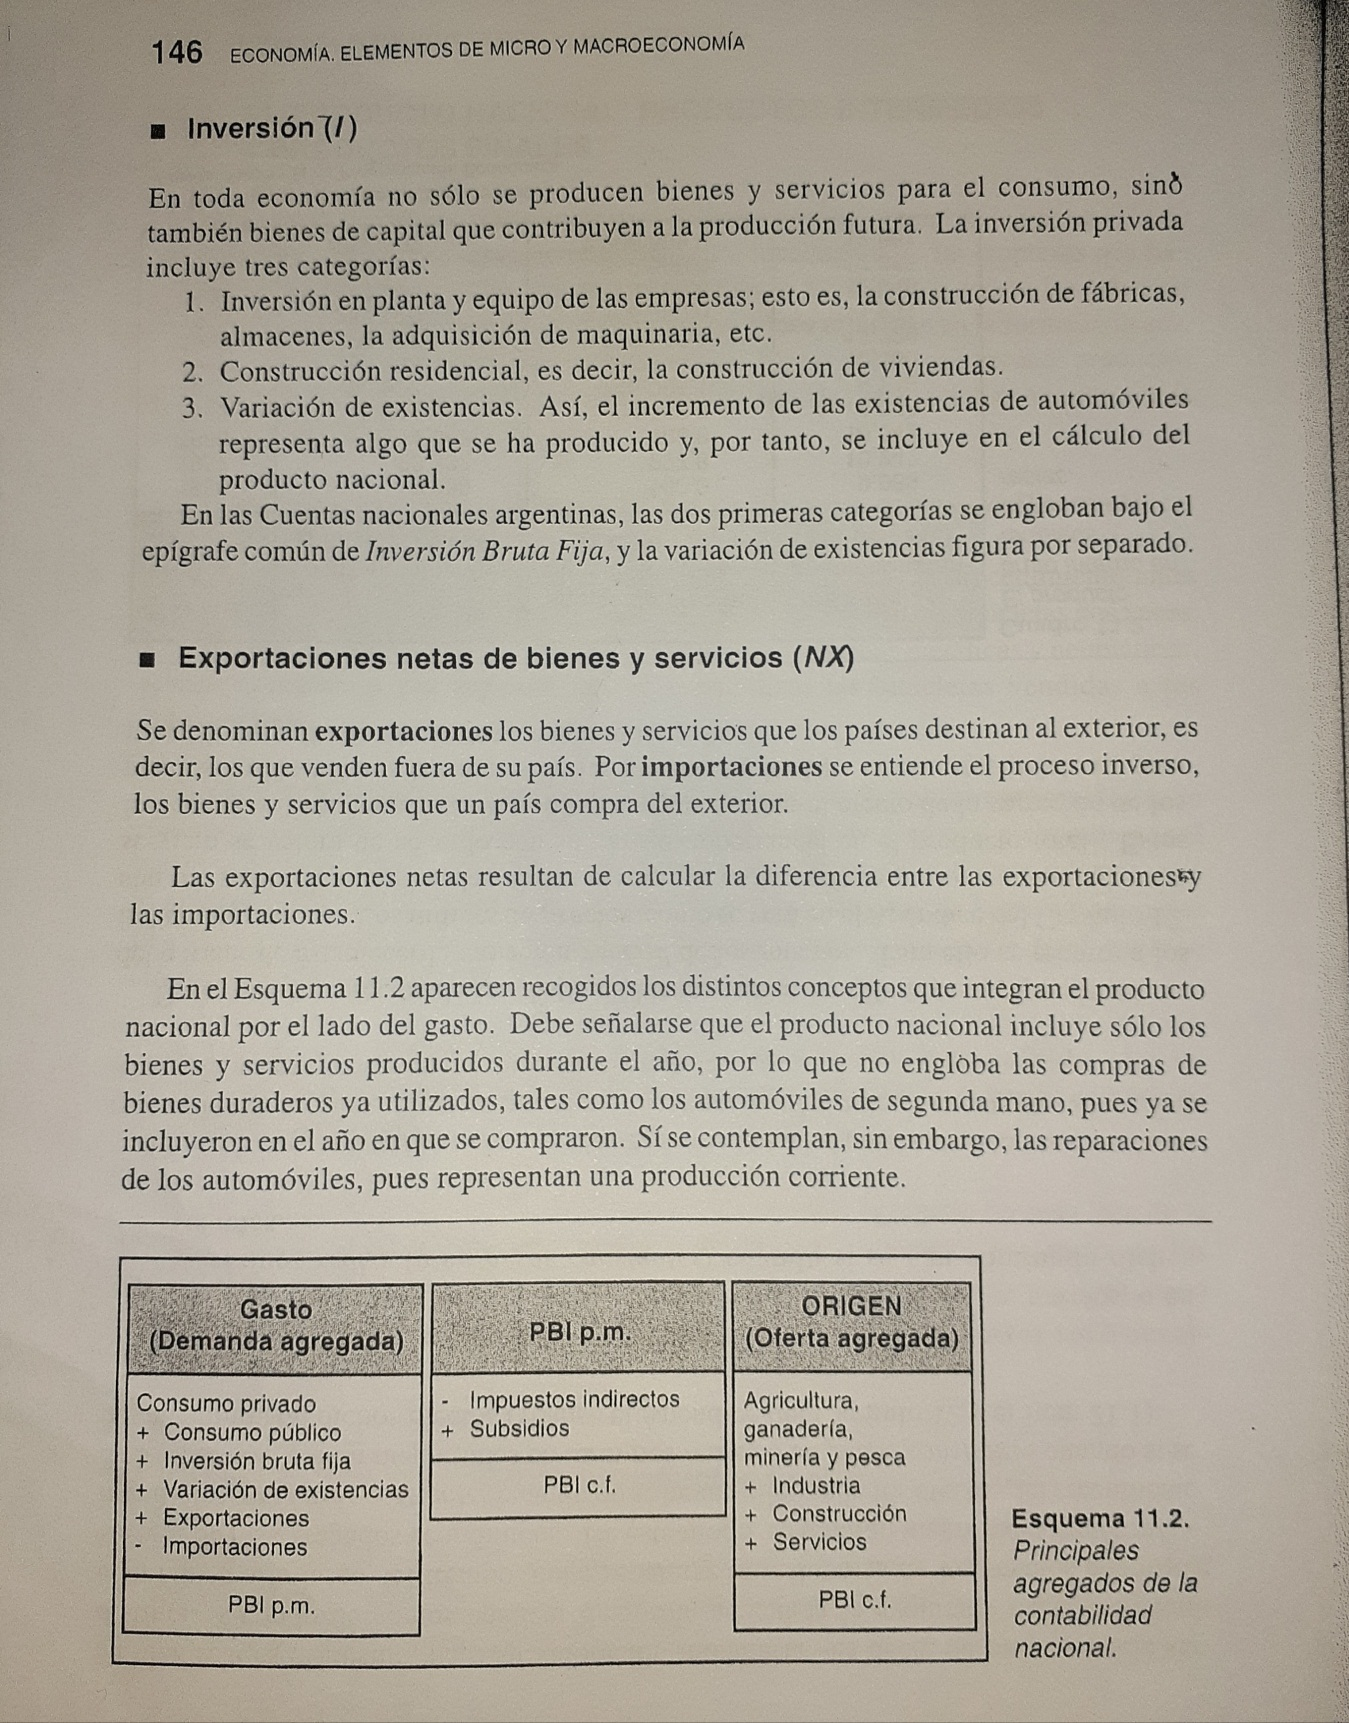 146 ECONOMÍA. ELEMENTOS DE MICRO Y MACROECONOMÍA
■ Inversión (I)
En toda economía no sólo se producen bienes y servicios para el consumo, sino
también bienes de capital que contribuyen a la producción futura. La inversión privada
incluye tres categorías:
1. Inversión en planta y equipo de las empresas; esto es, la construcción de fábricas,
almacenes, la adquisición de maquinaria, etc.
2. Construcción residencial, es decir, la construcción de viviendas.
3. Variación de existencias. Así, el incremento de las existencias de automóviles
representa algo que se ha producido y, por tanto, se incluye en el cálculo del
producto nacional.
En las Cuentas nacionales argentinas, las dos primeras categorías se engloban bajo el
epígrafe común de Inversión Bruta Fija, y la variación de existencias figura por separado.
■ Exportaciones netas de bienes y servicios (NX)
Se denominan exportaciones los bienes y servicios que los países destinan al exterior, es
decir, los que venden fuera de su país. Por importaciones se entiende el proceso inverso,
los bienes y servicios que un país compra del exterior.
Las exportaciones netas resultan de calcular la diferencia entre las exportaciones y
las importaciones.
En el Esquema 11.2 aparecen recogidos los distintos conceptos que integran el producto
nacional por el lado del gasto. Debe señalarse que el producto nacional incluye sólo los
bienes y servicios producidos durante el año, por lo que no engloba las compras de
bienes duraderos ya utilizados, tales como los automóviles de segunda mano, pues ya se
incluyeron en el año en que se compraron. Sí se contemplan, sin embargo, las reparaciones
de los automóviles, pues representan una producción corriente.
Gasto
(Demanda agregada)
Consumo privado
+ Consumo público
+ Inversión bruta fija
+ Variación de existencias
+ Exportaciones
- Importaciones
PBI p.m.
PBI p.m.
- Impuestos indirectos
+ Subsidios
PBI c.f.
ORIGEN
(Oferta agregada)
Agricultura,
ganadería,
minería y pesca
+ Industria
+ Construcción
+ Servicios
PBI c.f.
Esquema 11.2.
Principales
agregados de la
contabilidad
nacional.